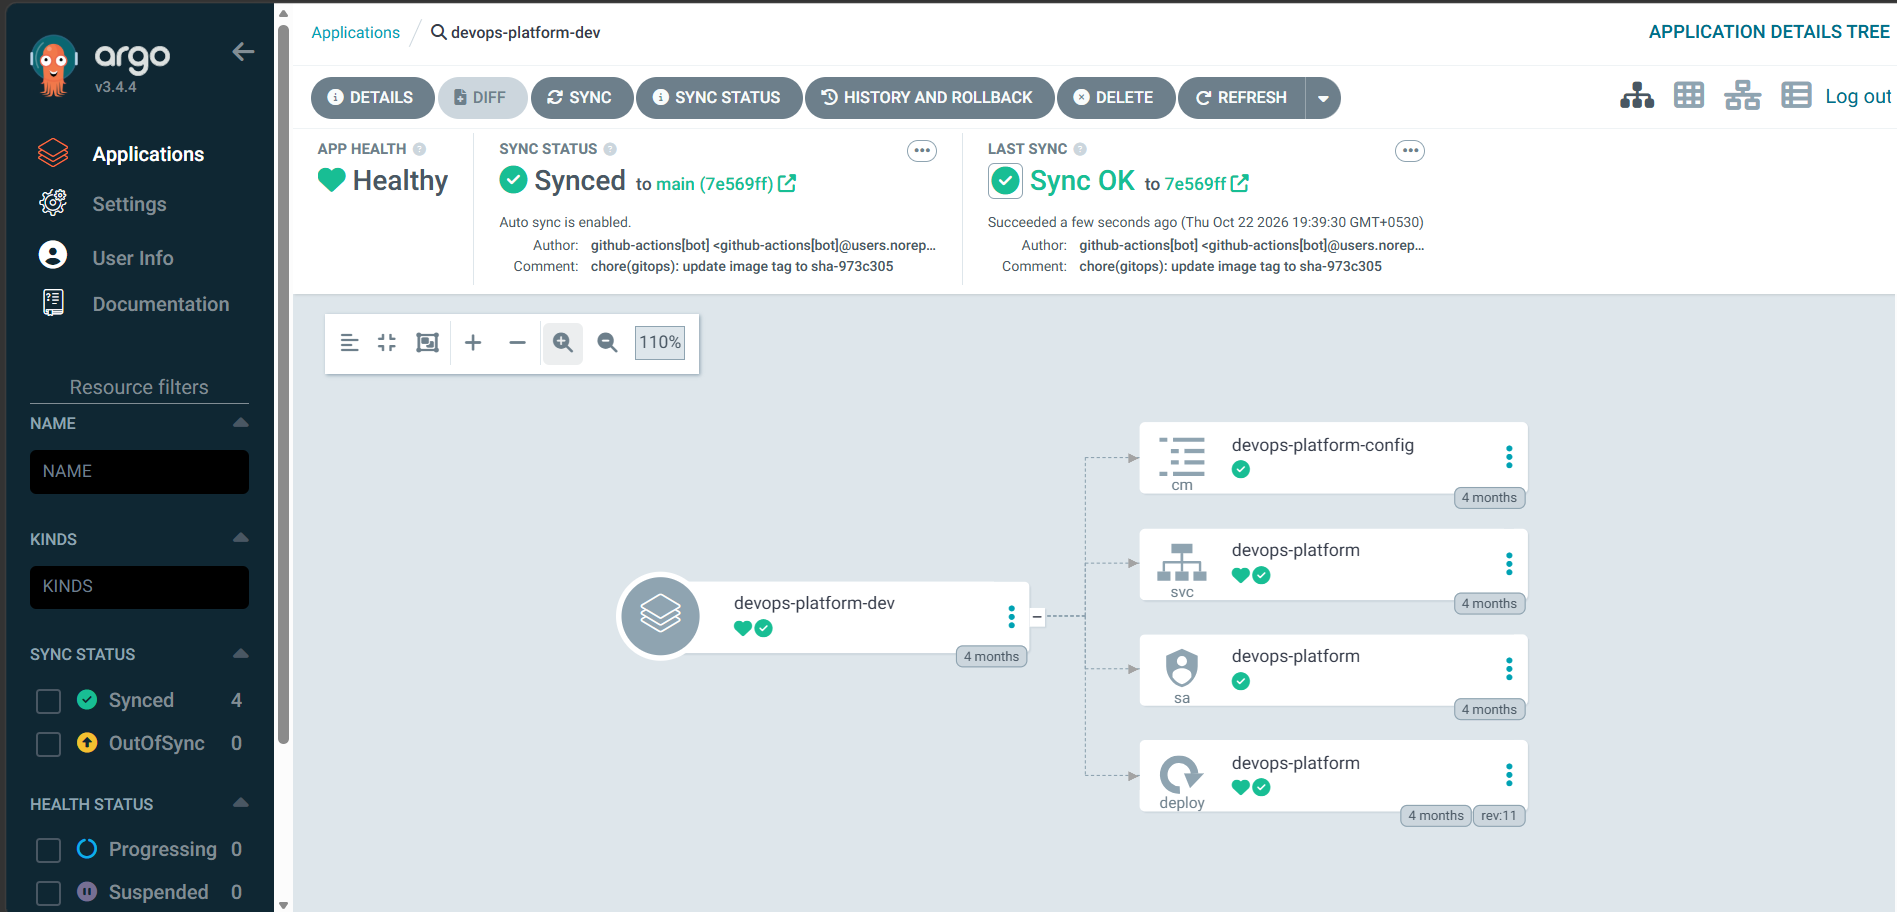 argo
v3.4.4
Applications
Settings
User Info
Documentation
Resource filters
NAME
NAME
KINDS
KINDS
SYNC STATUS
Synced 4
OutOfSync 0
HEALTH STATUS
Progressing 0
Suspended 0
Applications / devops-platform-dev
APPLICATION DETAILS TREE
DETAILS DIFF SYNC SYNC STATUS HISTORY AND ROLLBACK DELETE REFRESH
Log out
APP HEALTH
Healthy
SYNC STATUS
Synced to main (7e569ff)
Auto sync is enabled.
Author: github-actions[bot] <github-actions[bot]@users.norep...
Comment: chore(gitops): update image tag to sha-973c305
LAST SYNC
Sync OK to 7e569ff
Succeeded a few seconds ago (Thu Oct 22 2026 19:39:30 GMT+0530)
Author: github-actions[bot] <github-actions[bot]@users.norep...
Comment: chore(gitops): update image tag to sha-973c305
110%
devops-platform-dev
4 months
devops-platform-config
cm
4 months
devops-platform
svc
4 months
devops-platform
sa
4 months
devops-platform
deploy
4 months rev:11